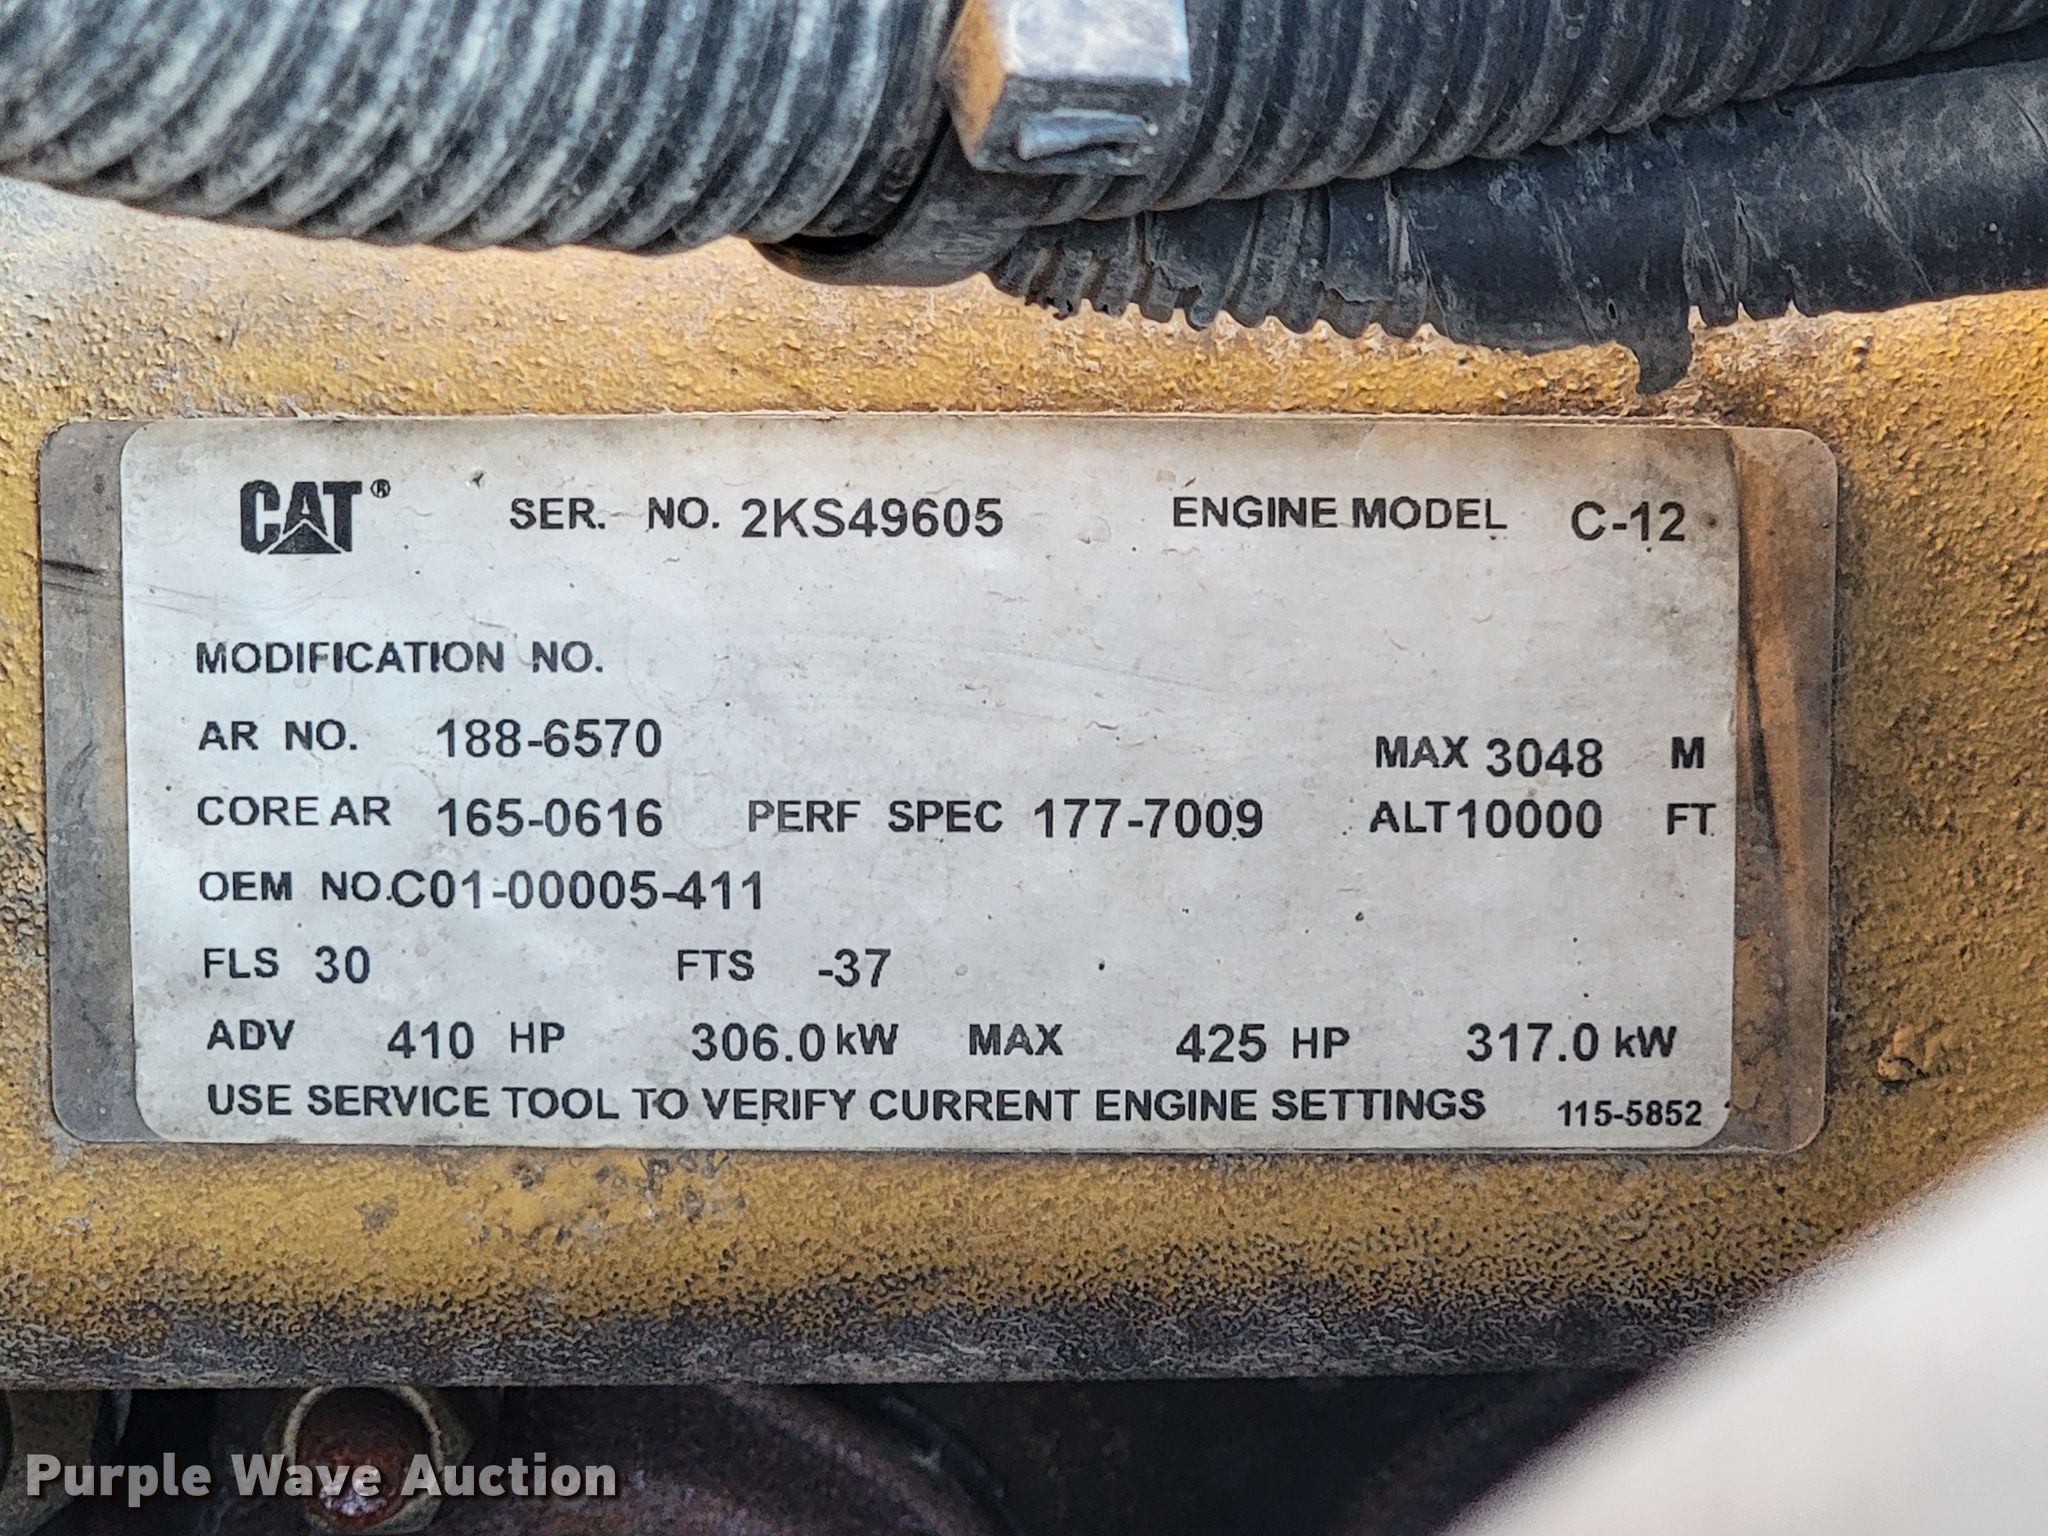 CAT® SER. NO. 2KS49605 ENGINE MODEL C-12
MODIFICATION NO.
AR NO. 188-6570 MAX 3048 M
CORE AR 165-0616 PERF SPEC 177-7009 ALT 10000 FT
OEM NO. C01-00005-411
FLS 30 FTS -37
ADV 410 HP 306.0 kW MAX 425 HP 317.0 kW
USE SERVICE TOOL TO VERIFY CURRENT ENGINE SETTINGS 115-5852
Purple Wave Auction